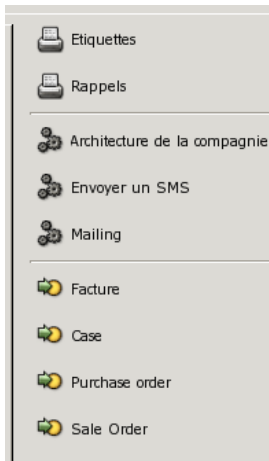 Etiquettes
Rappels
Architecture de la compagnie
Envoyer un SMS
Mailing
Facture
Case
Purchase order
Sale Order